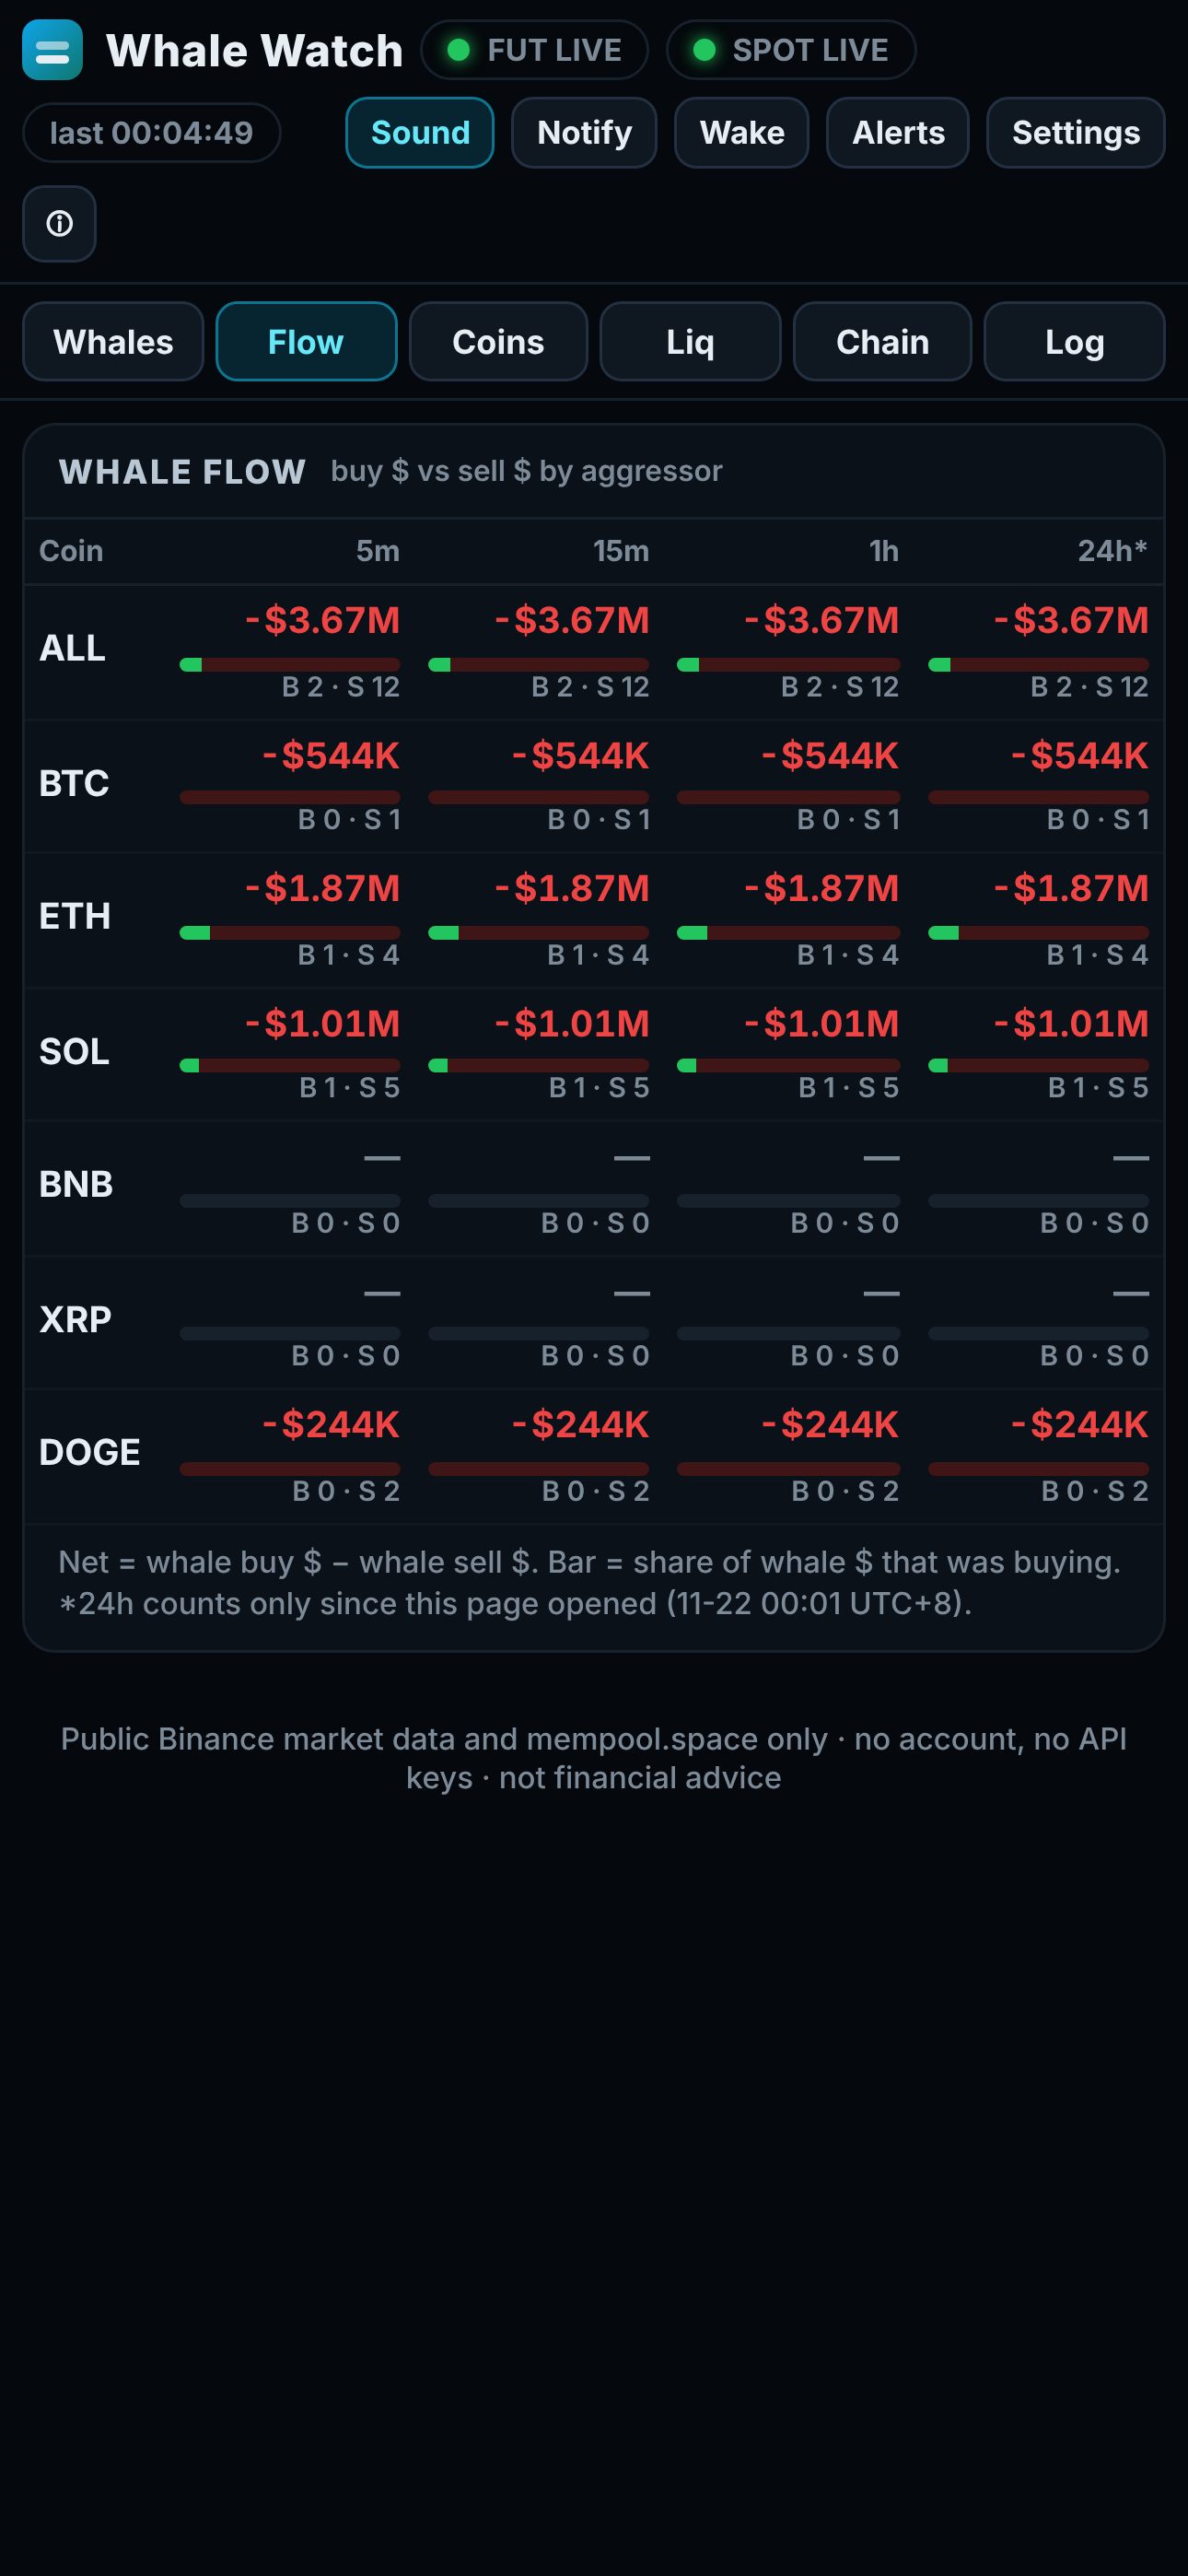 Whale Watch FUT LIVE SPOT LIVE
last 00:04:49 Sound Notify Wake Alerts Settings
Whales Flow Coins Liq Chain Log
WHALE FLOW buy $ vs sell $ by aggressor
Coin 5m 15m 1h 24h*
ALL -$3.67M -$3.67M -$3.67M -$3.67M
B 2 · S 12 B 2 · S 12 B 2 · S 12 B 2 · S 12
BTC -$544K -$544K -$544K -$544K
B 0 · S 1 B 0 · S 1 B 0 · S 1 B 0 · S 1
ETH -$1.87M -$1.87M -$1.87M -$1.87M
B 1 · S 4 B 1 · S 4 B 1 · S 4 B 1 · S 4
SOL -$1.01M -$1.01M -$1.01M -$1.01M
B 1 · S 5 B 1 · S 5 B 1 · S 5 B 1 · S 5
BNB — — — —
B 0 · S 0 B 0 · S 0 B 0 · S 0 B 0 · S 0
XRP — — — —
B 0 · S 0 B 0 · S 0 B 0 · S 0 B 0 · S 0
DOGE -$244K -$244K -$244K -$244K
B 0 · S 2 B 0 · S 2 B 0 · S 2 B 0 · S 2
Net = whale buy $ − whale sell $. Bar = share of whale $ that was buying.
*24h counts only since this page opened (11-22 00:01 UTC+8).
Public Binance market data and mempool.space only · no account, no API
keys · not financial advice